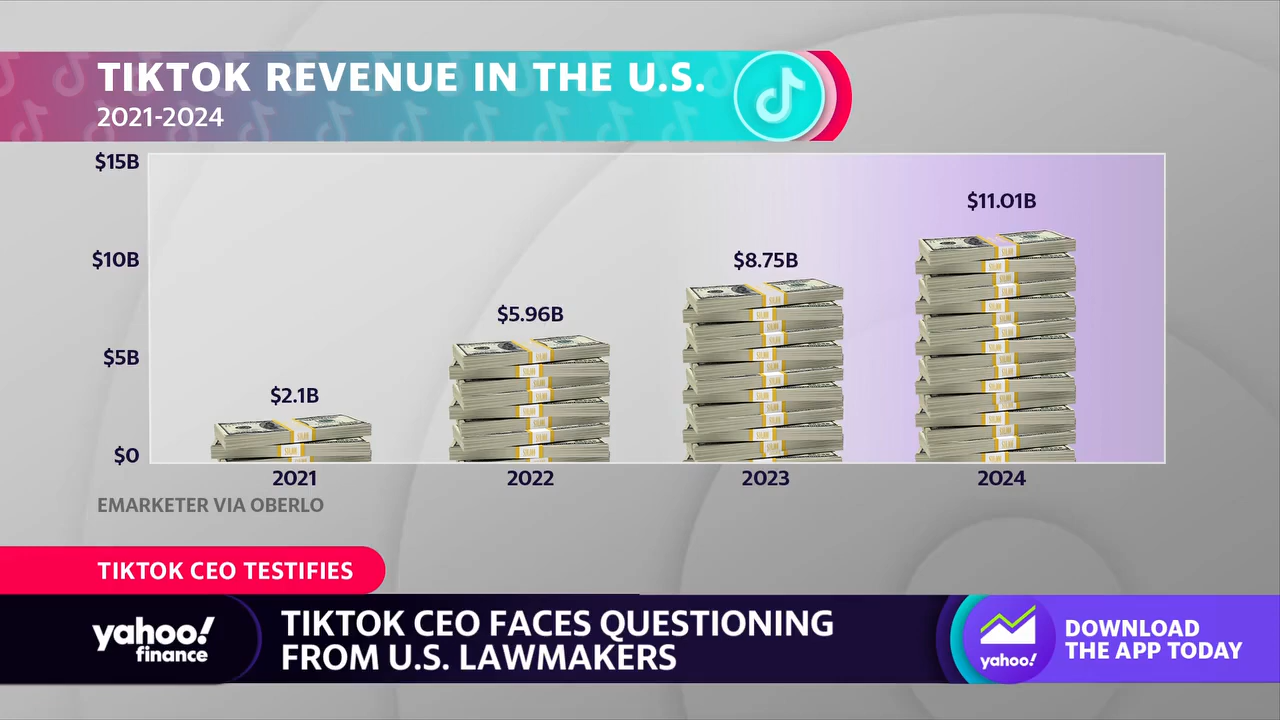 TIKTOK REVENUE IN THE U.S.
2021-2024
$15B
$10B
$5B
$0
$2.1B
$5.96B
$8.75B
$11.01B
2021
2022
2023
2024
EMARKETER VIA OBERLO
TIKTOK CEO TESTIFIES
yahoo!
finance
TIKTOK CEO FACES QUESTIONING
FROM U.S. LAWMAKERS
yahoo!
DOWNLOAD
THE APP TODAY